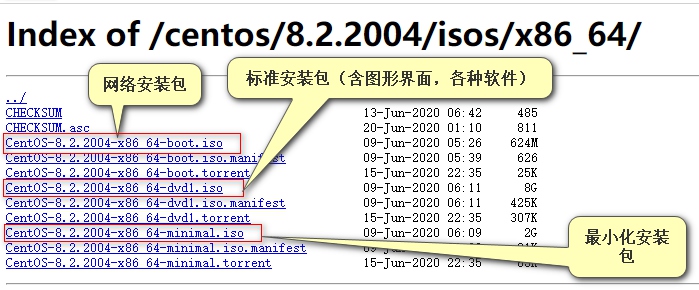 Index of /centos/8.2.2004/isos/x86_64/
网络安装包
标准安装包（含图形界面，各种软件）
../
CHECKSUM 13-Jun-2020 06:42 485
CHECKSUM.asc 20-Jun-2020 01:10 811
CentOS-8.2.2004-x86_64-boot.iso 09-Jun-2020 05:26 624M
CentOS-8.2.2004-x86_64-boot.iso.manifest 09-Jun-2020 05:39 626
CentOS-8.2.2004-x86_64-boot.torrent 15-Jun-2020 22:35 25K
CentOS-8.2.2004-x86_64-dvd1.iso 09-Jun-2020 06:11 8G
CentOS-8.2.2004-x86_64-dvd1.iso.manifest 09-Jun-2020 06:11 425K
CentOS-8.2.2004-x86_64-dvd1.torrent 15-Jun-2020 22:35 307K
CentOS-8.2.2004-x86_64-minimal.iso 09-Jun-2020 06:09 2G
CentOS-8.2.2004-x86_64-minimal.iso.manifest 09-Jun-2020
CentOS-8.2.2004-x86_64-minimal.torrent 15-Jun-2020 22:35
最小化安装
包